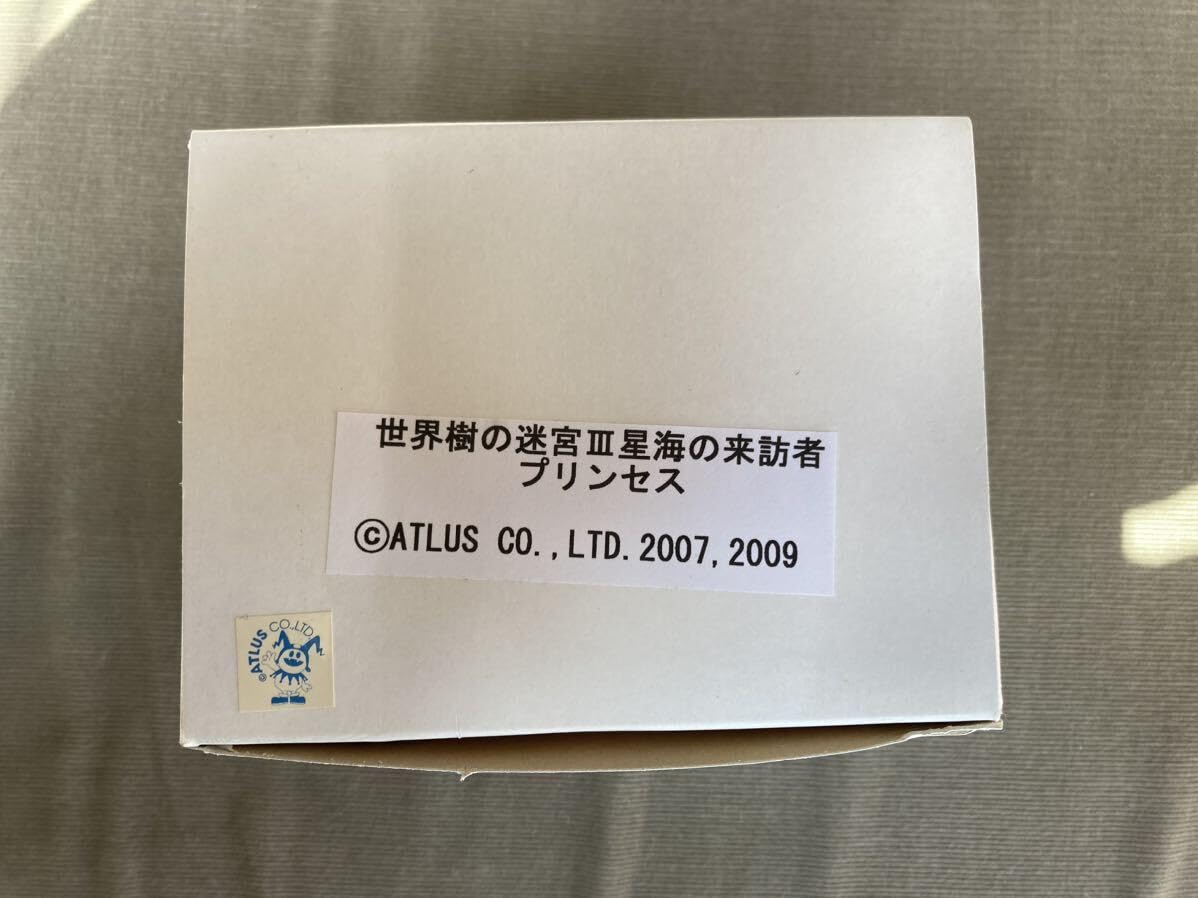 世界樹の迷宮Ⅲ星海の来訪者
プリンセス
©ATLUS CO.,LTD.2007,2009
©ATLUS CO.,LTD.